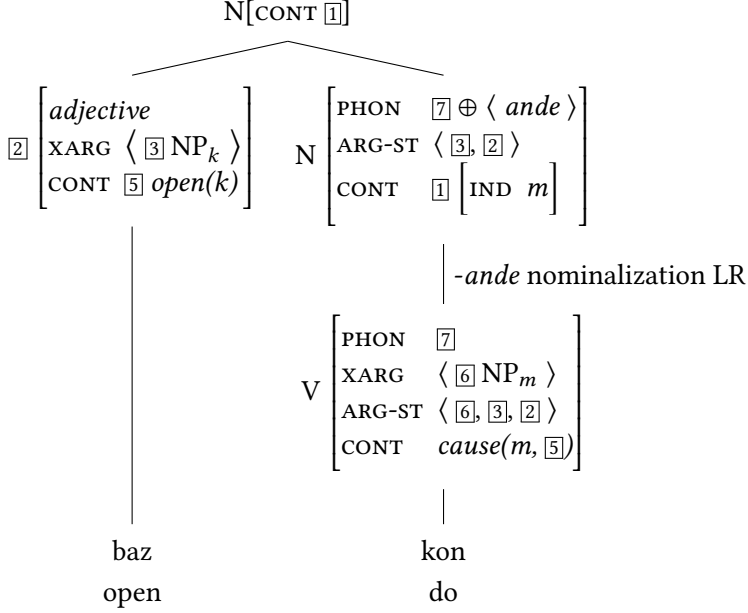 N[CONT 1]
2 [adjective
XARG ⟨ 3 NPk ⟩
CONT 5 open(k)]
N [PHON 7 ⊕ ⟨ ande ⟩
ARG-ST ⟨ 3, 2 ⟩
CONT 1 [IND m]]
-ande nominalization LR
V [PHON 7
XARG ⟨ 6 NPm ⟩
ARG-ST ⟨ 6, 3, 2 ⟩
CONT cause(m, 5)]
baz kon
open do